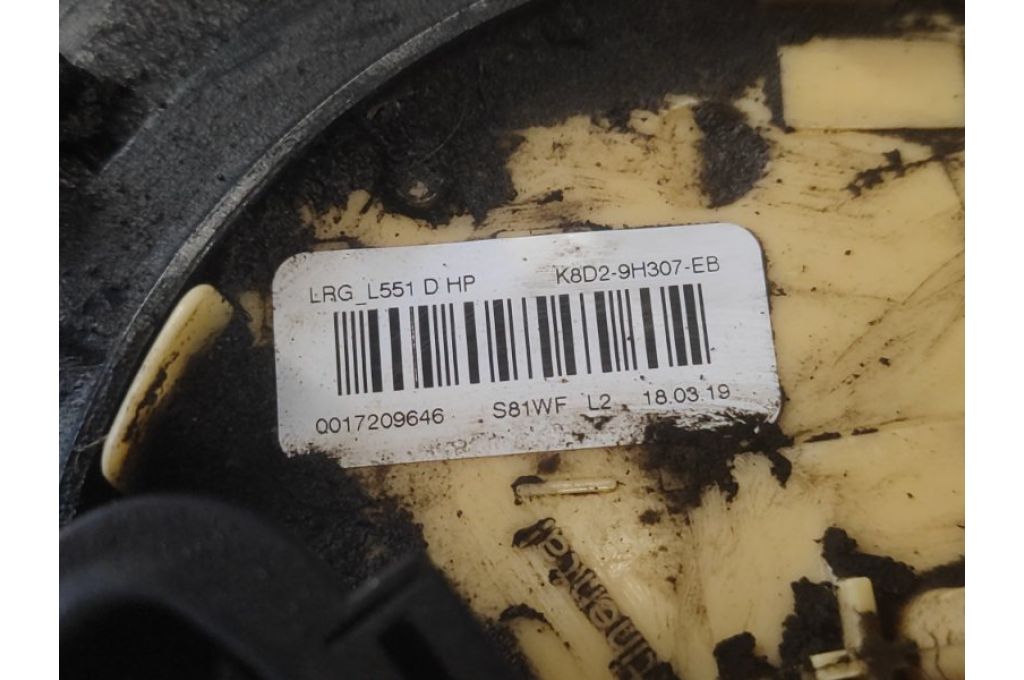 LRG_L551 D HP K8D2-9H307-EB
0017209646 S81WF L2 18.03.19